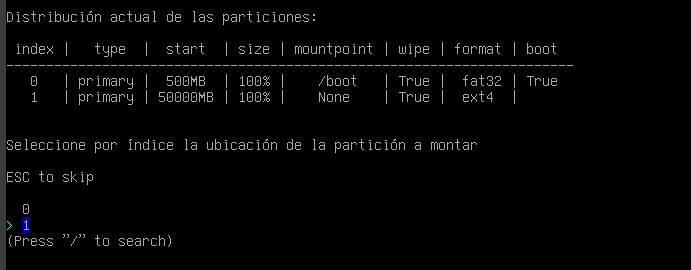 Distribución actual de las particiones:
index | type | start | size | mountpoint | wipe | format | boot
-----------------------------------------------------------------------
0 | primary | 500MB | 100% | /boot | True | fat32 | True
1 | primary | 50000MB | 100% | None | True | ext4 |
Seleccione por índice la ubicación de la partición a montar
ESC to skip
0
> 1
(Press "/" to search)